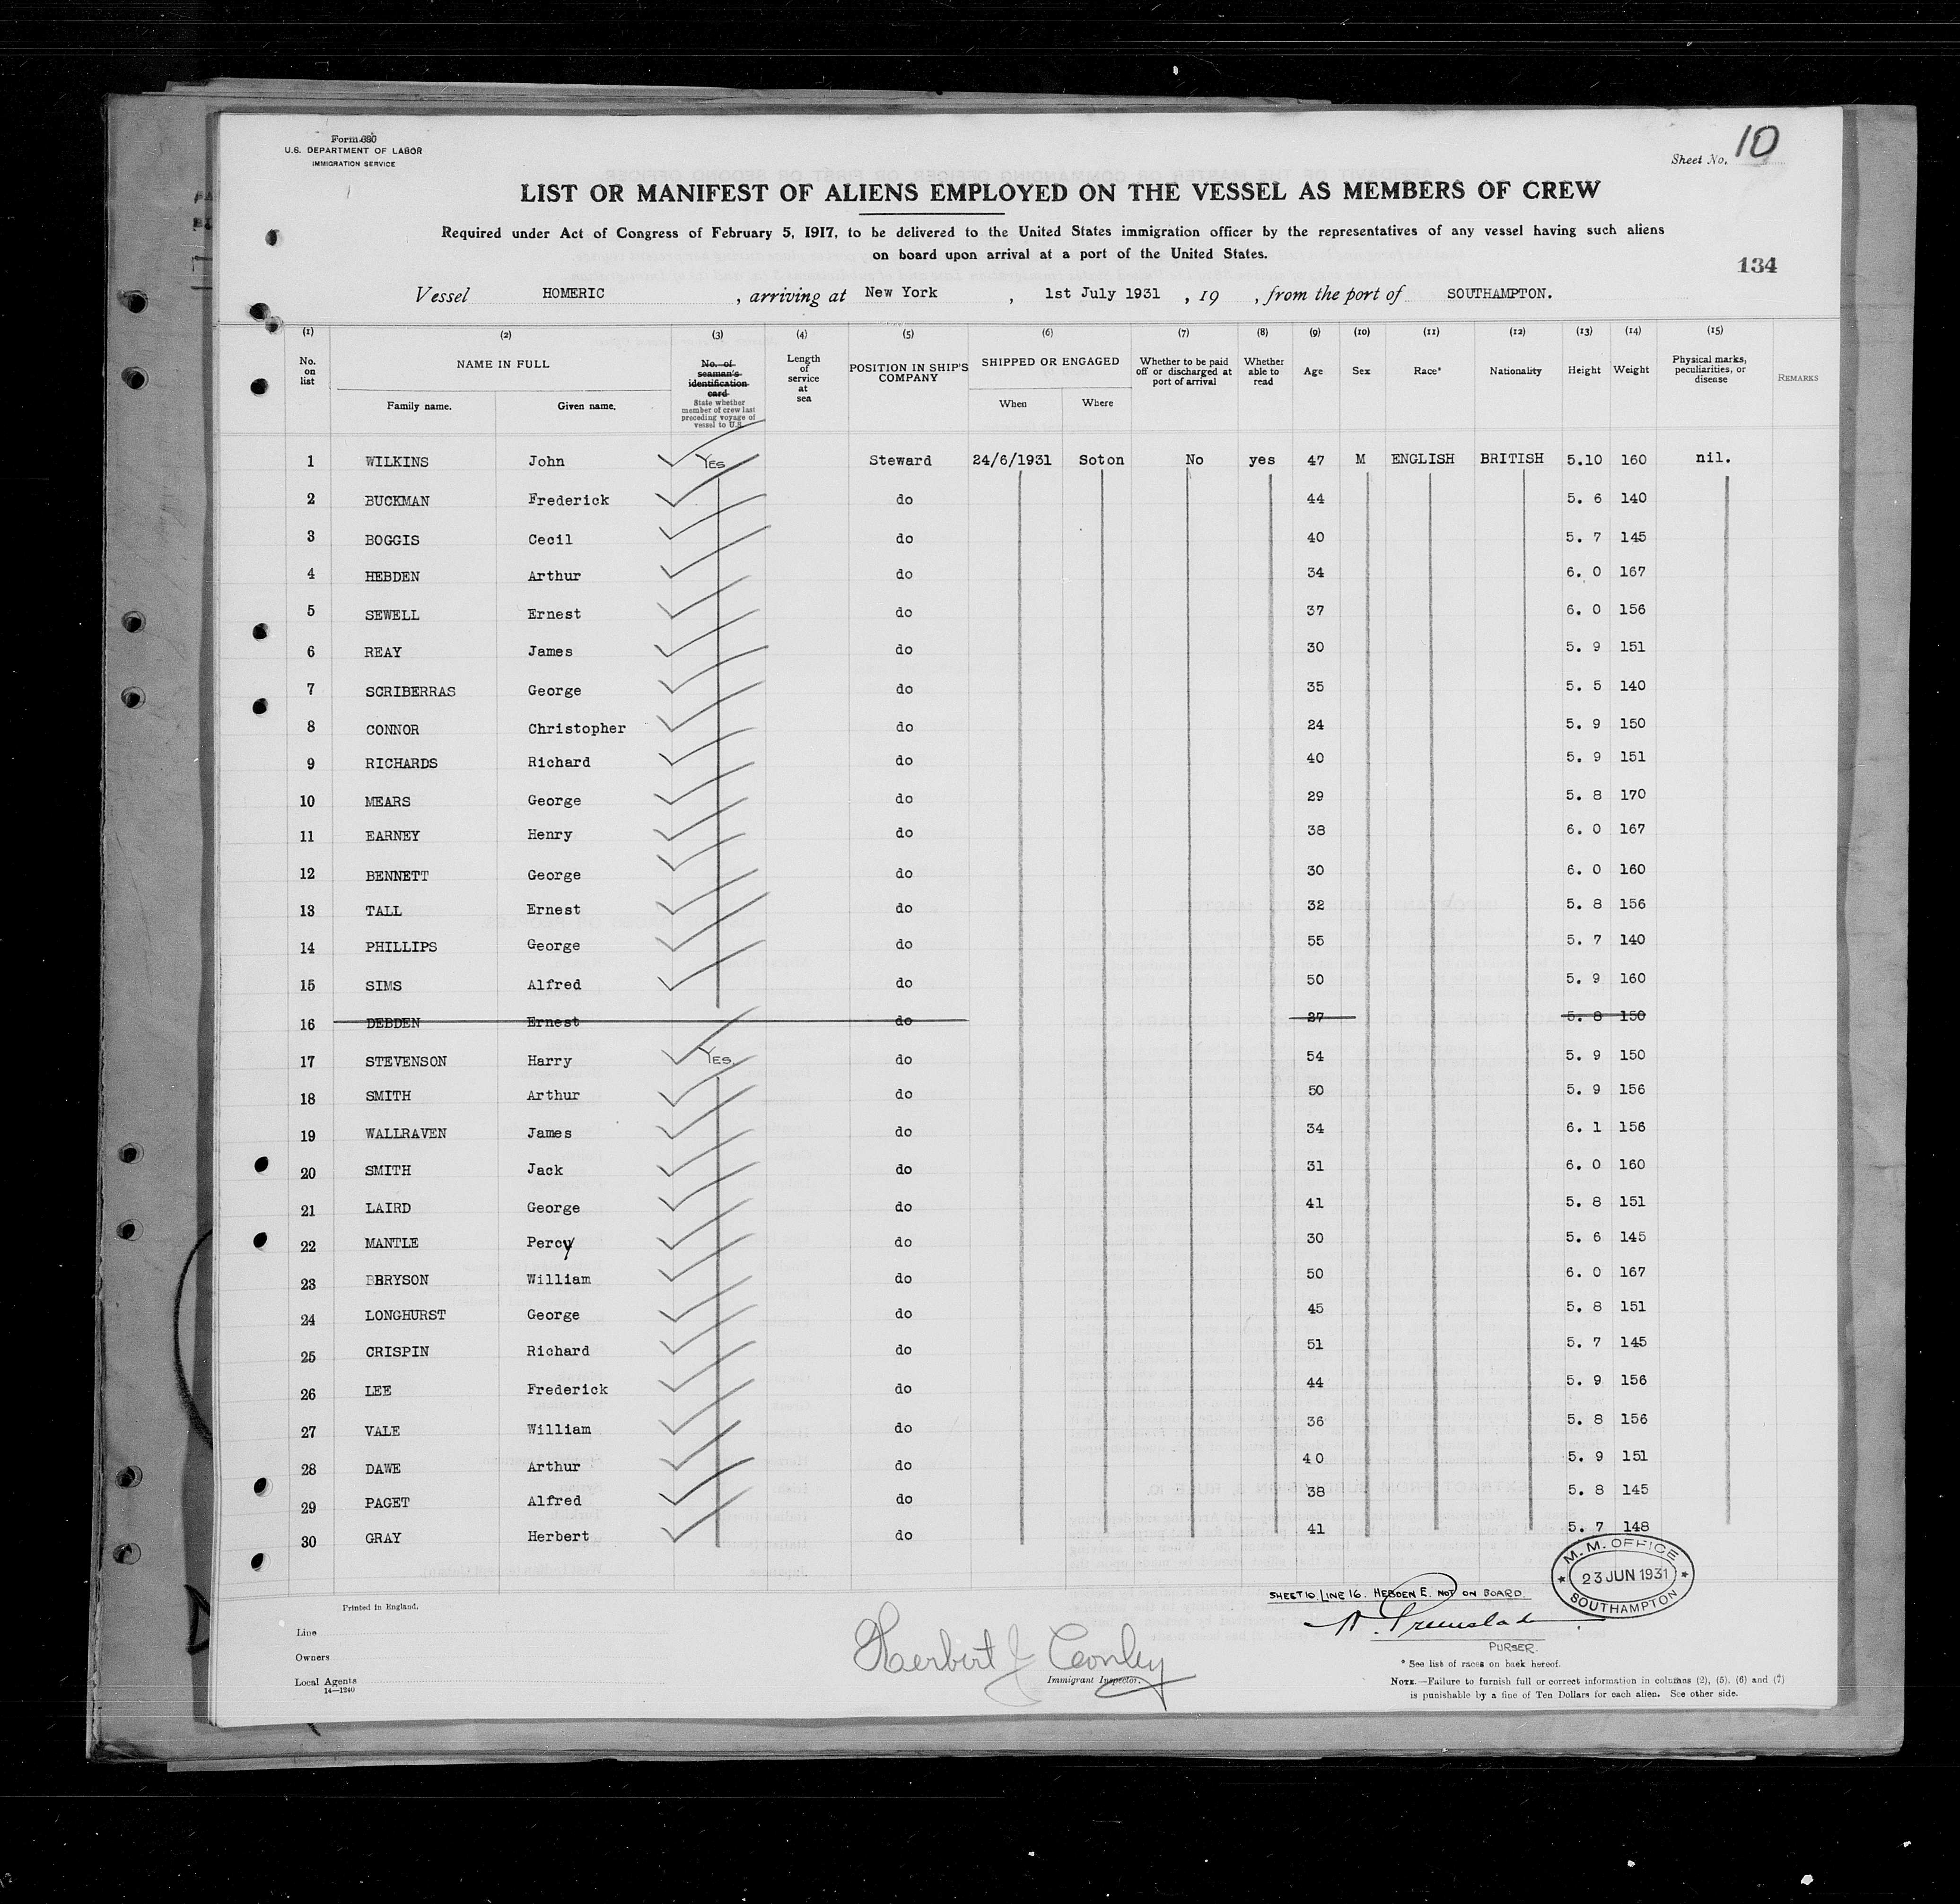 Form 680
U.S. DEPARTMENT OF LABOR
IMMIGRATION SERVICE
Sheet No. 10
LIST OR MANIFEST OF ALIENS EMPLOYED ON THE VESSEL AS MEMBERS OF CREW
Required under Act of Congress of February 5, 1917, to be delivered to the United States immigration officer by the representatives of any vessel having such aliens
on board upon arrival at a port of the United States.
134
Vessel HOMERIC, arriving at New York, 1st July 1931, 19 , from the port of SOUTHAMPTON.
(1) (2) (3) (4) (5) (6) (7) (8) (9) (10) (11) (12) (13) (14) (15)
No. on list NAME IN FULL Family name. Given name. No. of seaman's identification card State whether member of crew last preceding voyage of vessel to U.S. Length of service at sea POSITION IN SHIP'S COMPANY SHIPPED OR ENGAGED When Where Whether to be paid off or discharged at port of arrival Whether able to read Age Sex Race* Nationality Height Weight Physical marks, peculiarities, or disease REMARKS
1 WILKINS John YES Steward 24/6/1931 Soton No yes 47 M ENGLISH BRITISH 5.10 160 nil.
2 BUCKMAN Frederick do 44 5. 6 140
3 BOGGIS Cecil do 40 5. 7 145
4 HEBDEN Arthur do 34 6. 0 167
5 SEWELL Ernest do 37 6. 0 156
6 REAY James do 30 5. 9 151
7 SCRIBERRAS George do 35 5. 5 140
8 CONNOR Christopher do 24 5. 9 150
9 RICHARDS Richard do 40 5. 9 151
10 MEARS George do 29 5. 8 170
11 EARNEY Henry do 38 6. 0 167
12 BENNETT George do 30 6. 0 160
13 TALL Ernest do 32 5. 8 156
14 PHILLIPS George do 55 5. 7 140
15 SIMS Alfred do 50 5. 9 160
16 DEBDEN Ernest do 27 5. 8 150
17 STEVENSON Harry YES. do 54 5. 9 150
18 SMITH Arthur do 50 5. 9 156
19 WALLRAVEN James do 34 6. 1 156
20 SMITH Jack do 31 6. 0 160
21 LAIRD George do 41 5. 8 151
22 MANTLE Percy do 30 5. 6 145
23 BBRYSON William do 50 6. 0 167
24 LONGHURST George do 45 5. 8 151
25 CRISPIN Richard do 51 5. 7 145
26 LEE Frederick do 44 5. 9 156
27 VALE William do 36 5. 8 156
28 DAWE Arthur do 40 5. 9 151
29 PAGET Alfred do 38 5. 8 145
30 GRAY Herbert do 41 5. 7 148
M. M. OFFICE
23 JUN 1931
SOUTHAMPTON
SHEET 10. LINE 16. HEBDEN E. NOT ON BOARD.
Printed in England.
Line
Owners
Local Agents
14—1240
Herbert J Conley
Immigrant Inspector.
PURSER.
* See list of races on back hereof.
NOTE.—Failure to furnish full or correct information in columns (2), (5), (6) and (7)
is punishable by a fine of Ten Dollars for each alien. See other side.